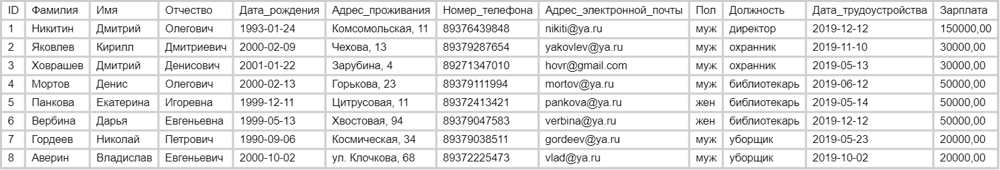 ID Фамилия Имя Отчество Дата_рождения Адрес_проживания Номер_телефона Адрес_электронной_почты Пол Должность Дата_трудоустройства Зарплата
1 Никитин Дмитрий Олегович 1993-01-24 Комсомольская, 11 89376439848 nikiti@ya.ru муж директор 2019-12-12 150000,00
2 Яковлев Кирилл Дмитриевич 2000-02-09 Чехова, 13 89379287654 yakovlev@ya.ru муж охранник 2019-11-10 30000,00
3 Ховрашев Дмитрий Денисович 2001-01-22 Зарубина, 4 89271347010 hovr@gmail.com муж охранник 2019-05-13 30000,00
4 Мортов Денис Олегович 2000-02-13 Горькова, 23 89379111994 mortov@ya.ru муж библиотекарь 2019-06-12 50000,00
5 Панкова Екатерина Игоревна 1999-12-11 Цитрусовая, 11 89372413421 pankova@ya.ru жен библиотекарь 2019-05-14 50000,00
6 Вербина Дарья Евгеньевна 1999-05-13 Хвостовая, 94 89379047583 verbina@ya.ru жен библиотекарь 2019-12-12 50000,00
7 Гордеев Николай Петрович 1990-09-06 Космическая, 34 89379038511 gordeev@ya.ru муж уборщик 2019-05-23 20000,00
8 Аверин Владислав Евгеньевич 2000-10-02 ул. Клочкова, 68 89372225473 vlad@ya.ru муж уборщик 2019-10-02 20000,00